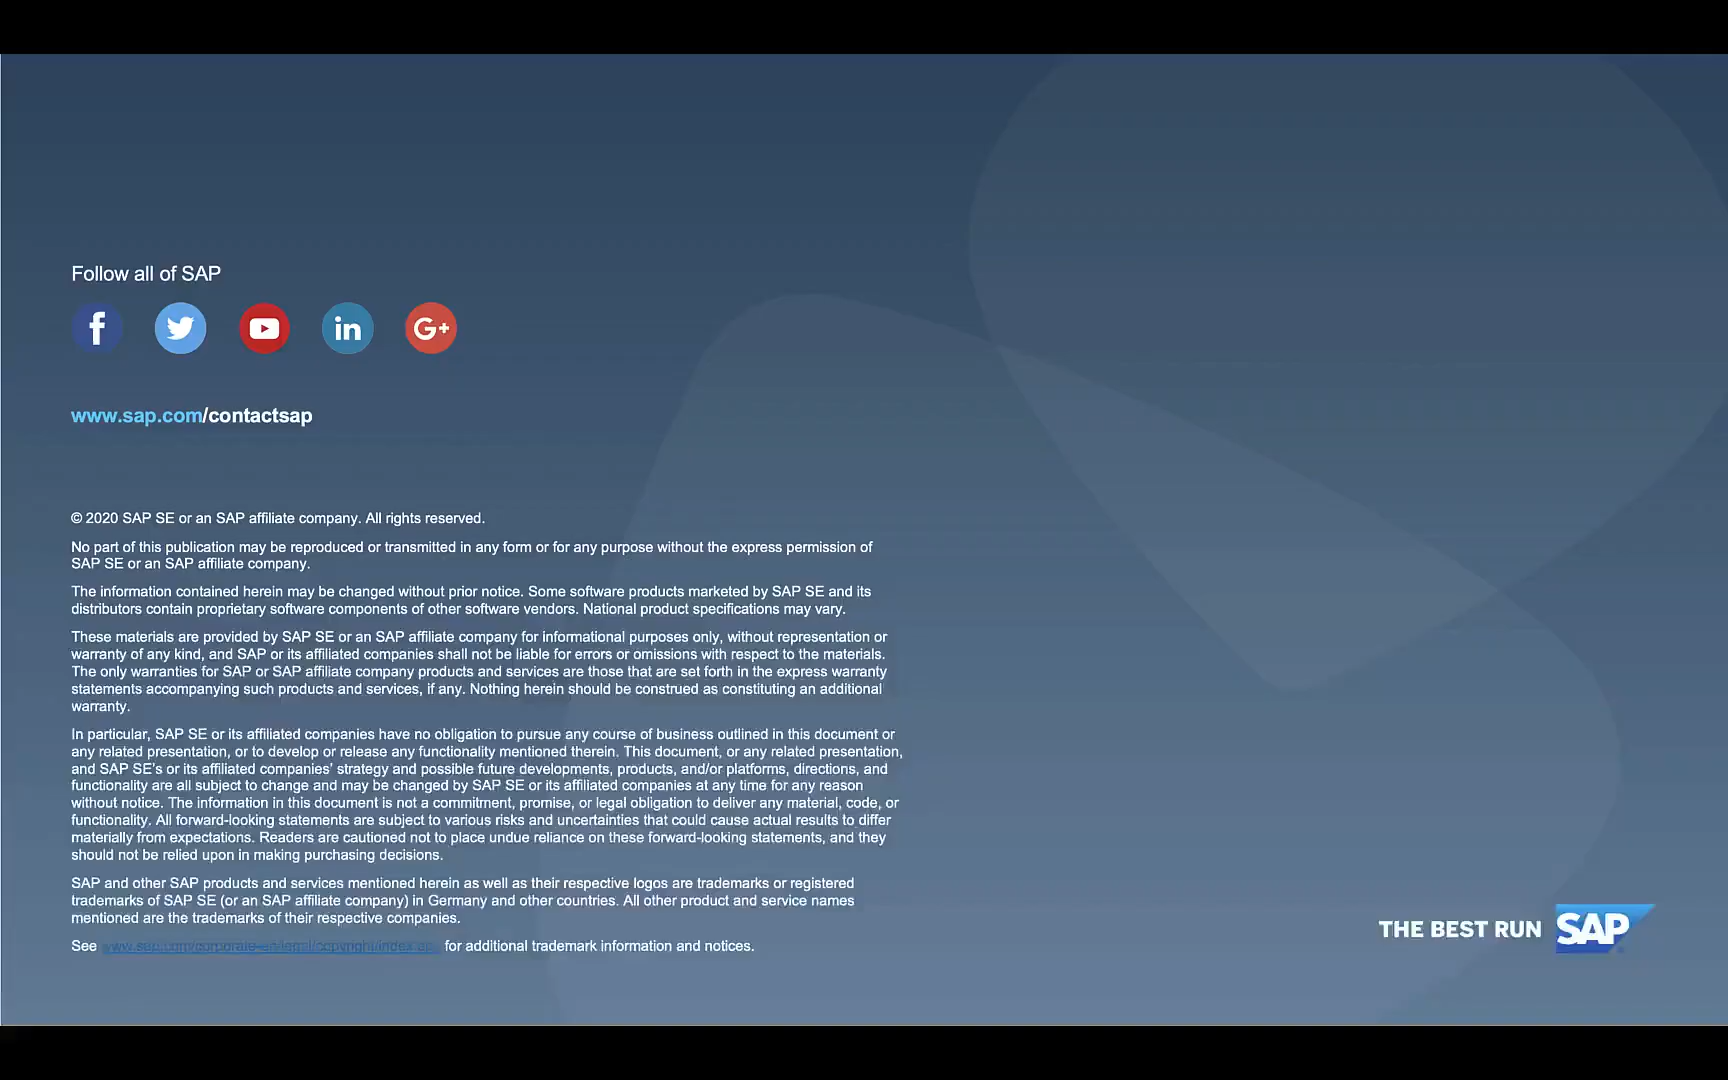 Follow all of SAP
f in G+
www.sap.com/contactsap
© 2020 SAP SE or an SAP affiliate company. All rights reserved.
No part of this publication may be reproduced or transmitted in any form or for any purpose without the express permission of
SAP SE or an SAP affiliate company.
The information contained herein may be changed without prior notice. Some software products marketed by SAP SE and its
distributors contain proprietary software components of other software vendors. National product specifications may vary.
These materials are provided by SAP SE or an SAP affiliate company for informational purposes only, without representation or
warranty of any kind, and SAP or its affiliated companies shall not be liable for errors or omissions with respect to the materials.
The only warranties for SAP or SAP affiliate company products and services are those that are set forth in the express warranty
statements accompanying such products and services, if any. Nothing herein should be construed as constituting an additional
warranty.
In particular, SAP SE or its affiliated companies have no obligation to pursue any course of business outlined in this document or
any related presentation, or to develop or release any functionality mentioned therein. This document, or any related presentation,
and SAP SE’s or its affiliated companies’ strategy and possible future developments, products, and/or platforms, directions, and
functionality are all subject to change and may be changed by SAP SE or its affiliated companies at any time for any reason
without notice. The information in this document is not a commitment, promise, or legal obligation to deliver any material, code, or
functionality. All forward-looking statements are subject to various risks and uncertainties that could cause actual results to differ
materially from expectations. Readers are cautioned not to place undue reliance on these forward-looking statements, and they
should not be relied upon in making purchasing decisions.
SAP and other SAP products and services mentioned herein as well as their respective logos are trademarks or registered
trademarks of SAP SE (or an SAP affiliate company) in Germany and other countries. All other product and service names
mentioned are the trademarks of their respective companies.
See for additional trademark information and notices.
THE BEST RUN SAP